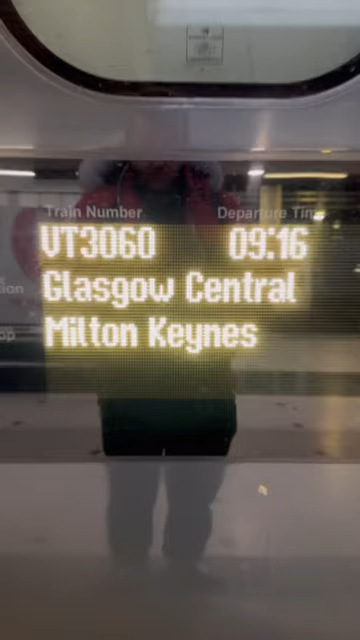 Train Number Departure Time
VT3060 09:16
Glasgow Central
Milton Keynes